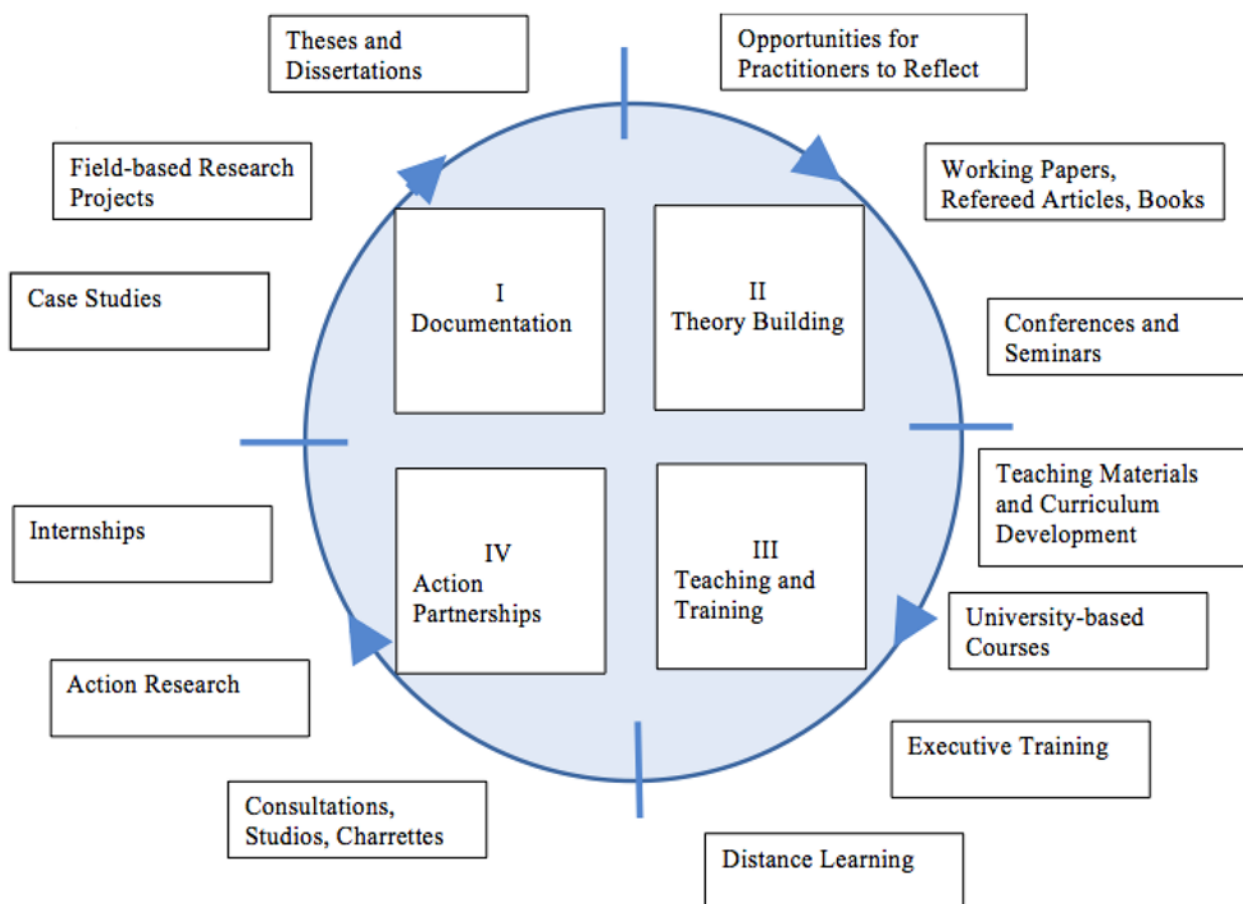 Theses and
Dissertations
Opportunities for
Practitioners to Reflect
Field-based Research
Projects
Working Papers,
Refereed Articles, Books
Case Studies
I
Documentation
II
Theory Building
Conferences and
Seminars
Internships
IV
Action
Partnerships
III
Teaching and
Training
Teaching Materials
and Curriculum
Development
University-based
Courses
Action Research
Executive Training
Consultations,
Studios, Charrettes
Distance Learning